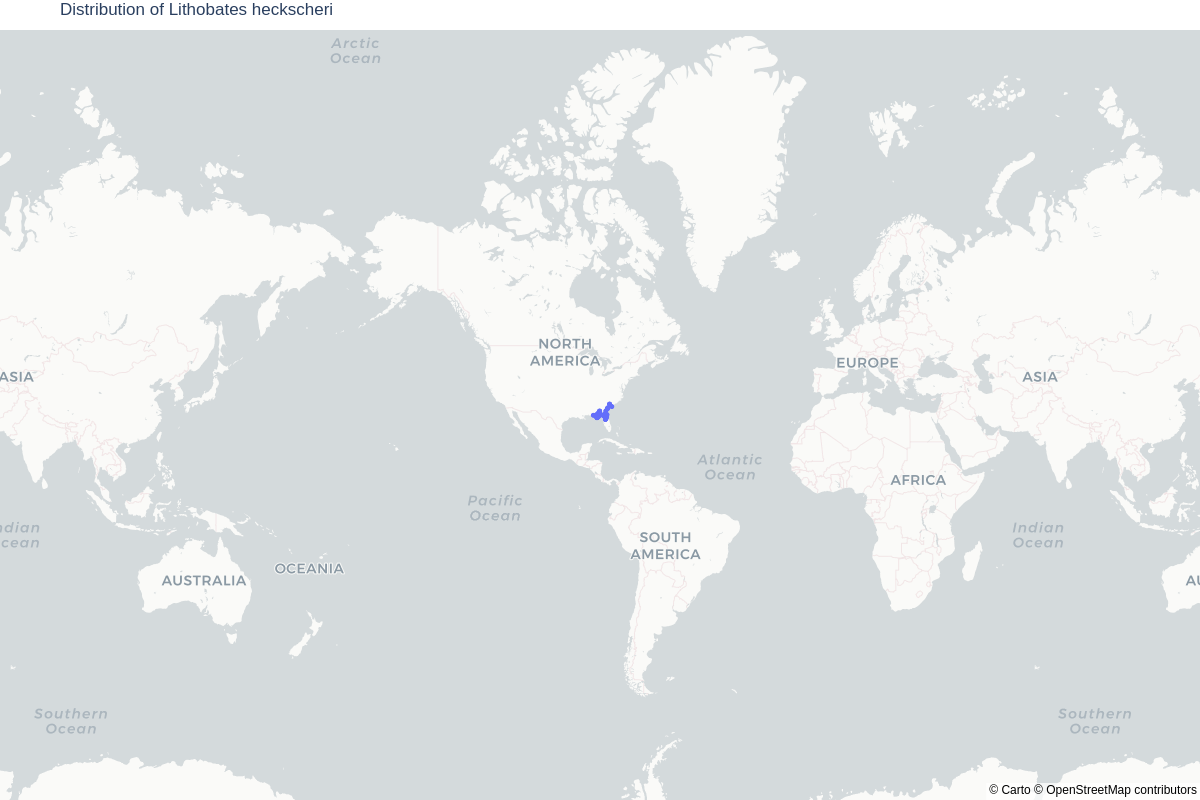 Distribution of Lithobates heckscheri
Arctic
Ocean
NORTH
AMERICA
ASIA
EUROPE
ASIA
Atlantic
Ocean
AFRICA
Pacific
Ocean
ndian
cean
Indian
Ocean
SOUTH
AMERICA
OCEANIA
AUSTRALIA
AU
Southern
Ocean
Southern
Ocean
© Carto © OpenStreetMap contributors